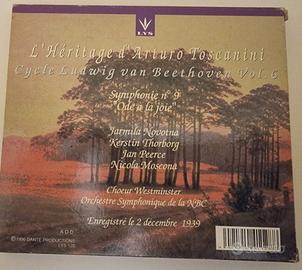 LYS
L'Héritage d'Arturo Toscanini
Cycle Ludwig van Beethoven Vol. 6
Symphonie n° 9
"Ode à la joie"
Jarmila Novotna
Kerstin Thorborg
Jan Peerce
Nicola Moscona
Choeur Westminster
Orchestre Symphonique de la NBC
Enregistré le 2 décembre 1939
ADD
©1996 DANTE PRODUCTIONS
subito